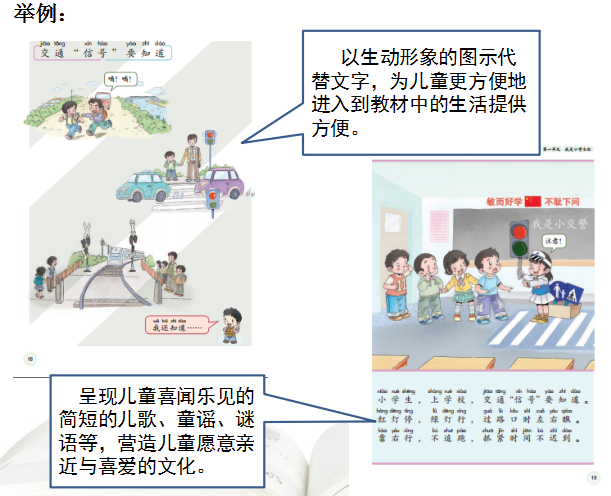 举例：
jiāo tōng xìn hào yào zhī dào
交通“信号”要知道
wǒ hái zhī dào
我还知道……
18
以生动形象的图示代
替文字，为儿童更方便地
进入到教材中的生活提供
方便。
第一单元 我是小学生啦
敏而好学 不耻下问
我是小交警
注意！
xiǎo xué shēng shàng xué xiào jiāo tōng xìn hào yào zhī dào
小学生，上学校，交通“信号”要知道。
hóng dēng tíng lǜ dēng xíng guò lù kǒu shí zuǒ yòu qiáo
红灯停，绿灯行，过路口时左右瞧。
kào yòu xíng bù zhuī pǎo zhuā jǐn shí jiān bù chí dào
靠右行，不追跑，抓紧时间不迟到。
19
呈现儿童喜闻乐见的
简短的儿歌、童谣、谜
语等，营造儿童愿意亲
近与喜爱的文化。